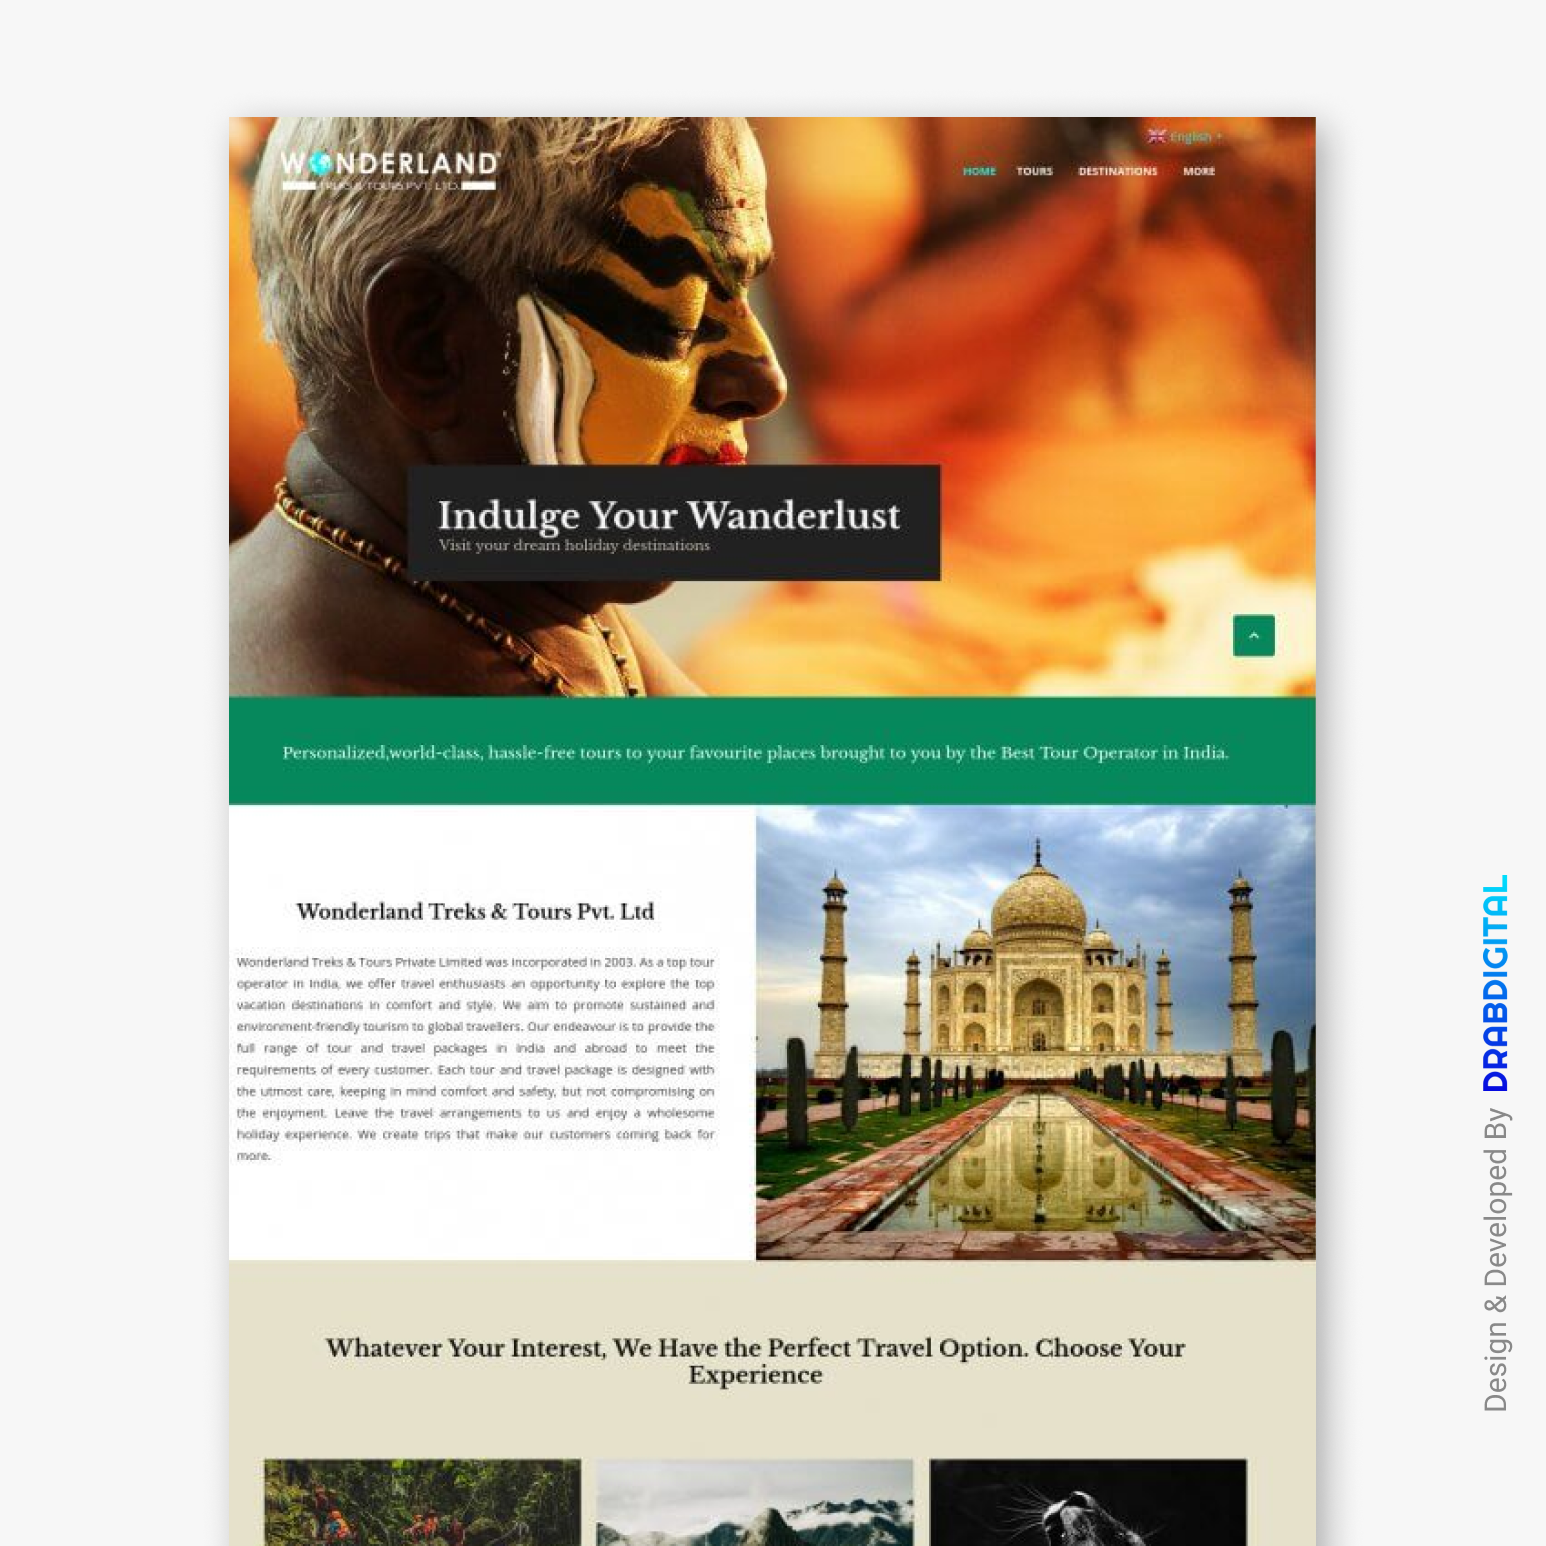 English
WONDERLAND
TREKS & TOURS PVT. LTD.
HOME TOURS DESTINATIONS MORE
Indulge Your Wanderlust
Visit your dream holiday destinations
Personalized,world-class, hassle-free tours to your favourite places brought to you by the Best Tour Operator in India.
Wonderland Treks & Tours Pvt. Ltd
Wonderland Treks & Tours Private Limited was incorporated in 2003. As a top tour
operator in India, we offer travel enthusiasts an opportunity to explore the top
vacation destinations in comfort and style. We aim to promote sustained and
environment-friendly tourism to global travellers. Our endeavour is to provide the
full range of tour and travel packages in India and abroad to meet the
requirements of every customer. Each tour and travel package is designed with
the utmost care, keeping in mind comfort and safety, but not compromising on
the enjoyment. Leave the travel arrangements to us and enjoy a wholesome
holiday experience. We create trips that make our customers coming back for
more.
Whatever Your Interest, We Have the Perfect Travel Option. Choose Your
Experience
Design & Developed By DRABDIGITAL